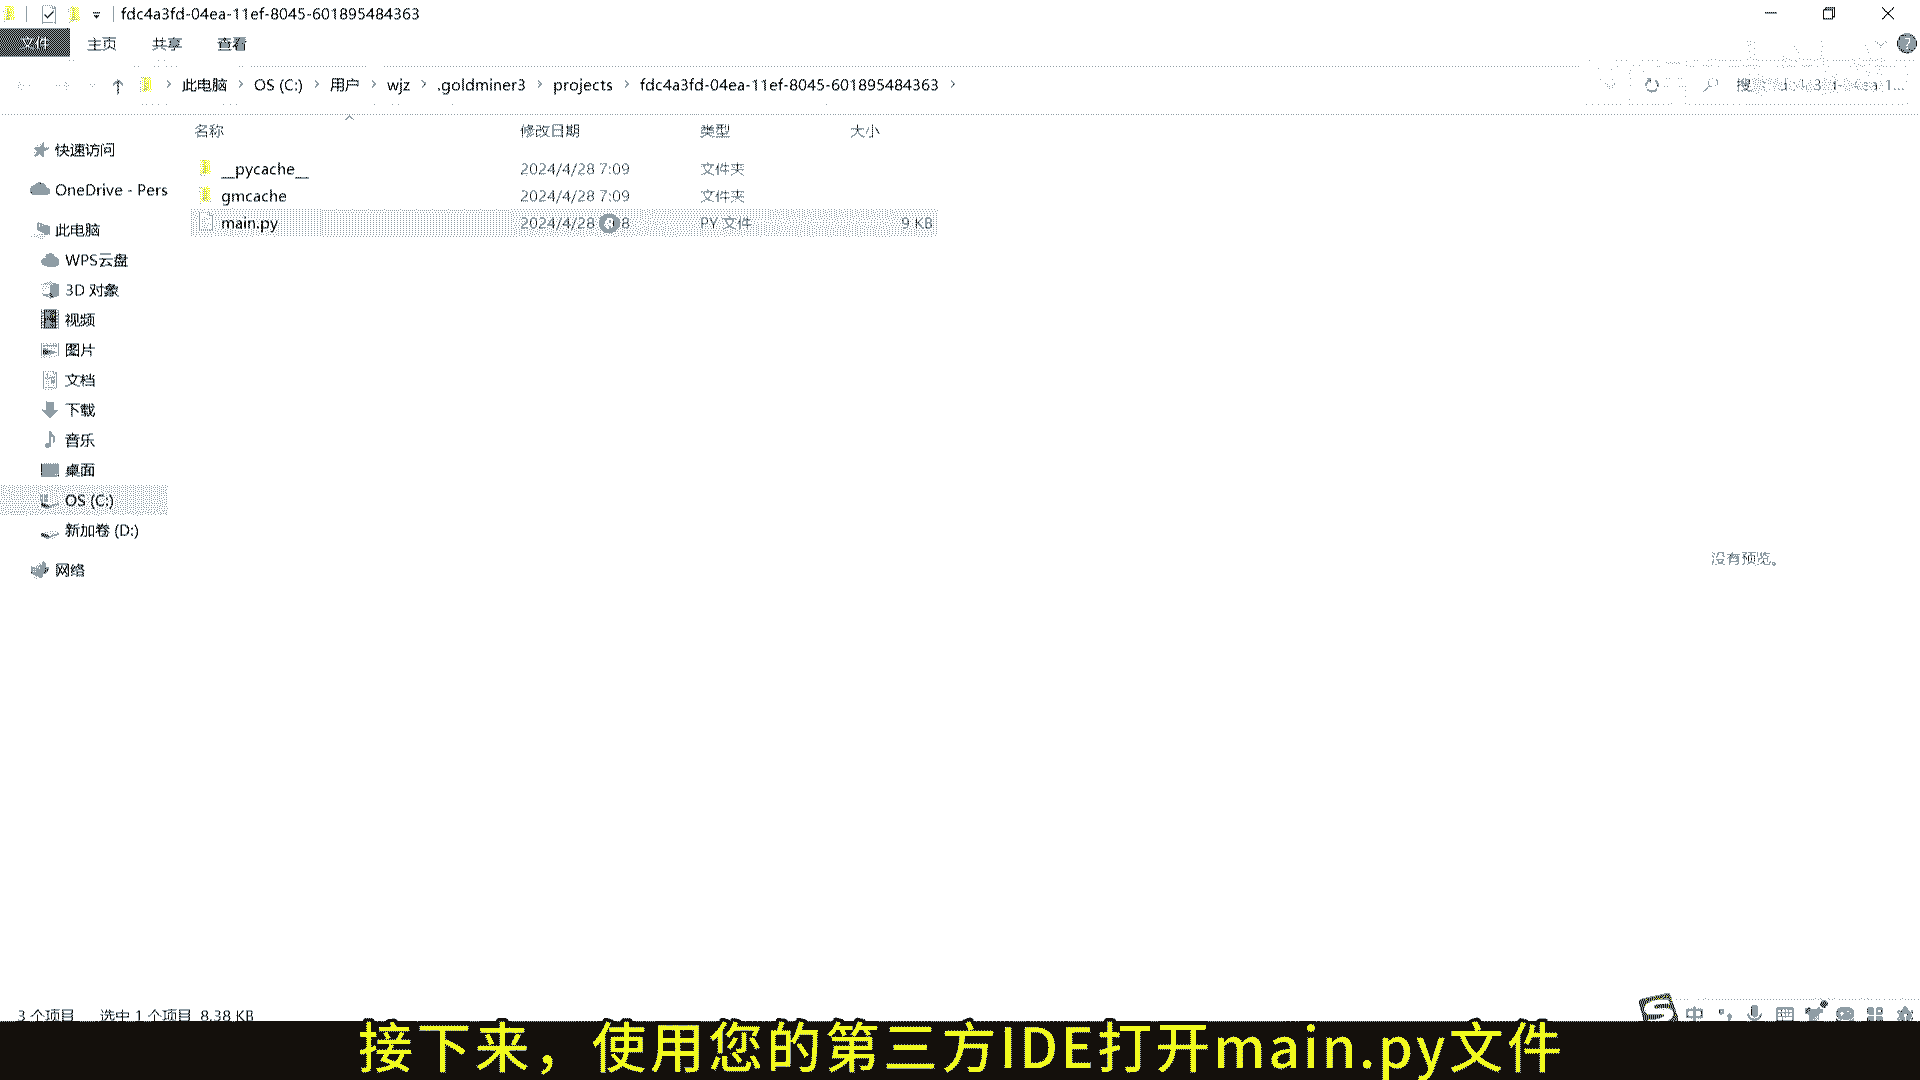 fdc4a3fd-04ea-11ef-8045-601895484363
文件 主页 共享 查看
此电脑 OS (C:) 用户 wjz .goldminer3 projects fdc4a3fd-04ea-11ef-8045-601895484363
名称 修改日期 类型 大小
__pycache__ 2024/4/28 7:09 文件夹
gmcache 2024/4/28 7:09 文件夹
main.py 2024/4/28 PY 文件 9 KB
快速访问
OneDrive - Pers
此电脑
WPS云盘
3D 对象
视频
图片
文档
下载
音乐
桌面
OS (C:)
新加卷 (D:)
网络
没有预览。
3 个项目 选中 1 个项目 8.38 KB
中
接下来，使用您的第三方IDE打开main.py文件